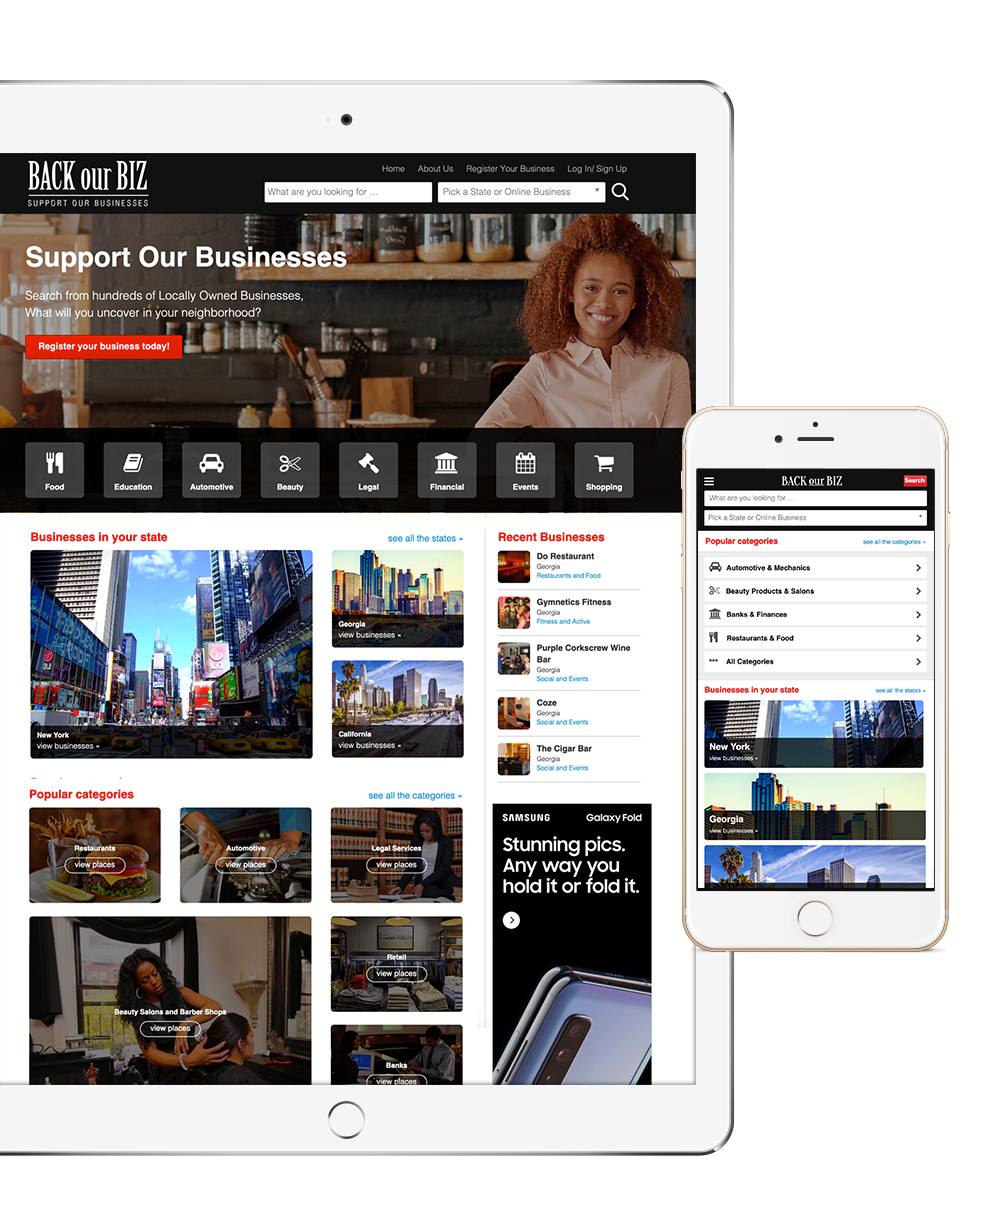 BACK our BIZ
SUPPORT OUR BUSINESSES
Home About Us Register Your Business Log In/ Sign Up
What are you looking for ...
Pick a State or Online Business
Support Our Businesses
Search from hundreds of Locally Owned Businesses,
What will you uncover in your neighborhood?
Register your business today!
Food
Education
Automotive
Beauty
Legal
Financial
Events
Shopping
Businesses in your state
see all the states »
New York
view businesses »
Georgia
view businesses »
California
view businesses »
Popular categories
see all the categories »
Restaurants
view places
Automotive
view places
Legal Services
view places
Beauty Salons and Barber Shops
view places
Retail
view places
Banks
view places
Recent Businesses
Do Restaurant
Georgia
Restaurants and Food
Gymnetics Fitness
Georgia
Fitness and Active
Purple Corkscrew Wine
Bar
Georgia
Social and Events
Coze
Georgia
Social and Events
The Cigar Bar
Georgia
Social and Events
SAMSUNG Galaxy Fold
Stunning pics.
Any way you
hold it or fold it.
BACK our BIZ
Search
What are you looking for ...
Pick a State or Online Business
Popular categories
see all the categories »
Automotive & Mechanics
Beauty Products & Salons
Banks & Finances
Restaurants & Food
All Categories
Businesses in your state
see all the states »
New York
view businesses »
Georgia
view businesses »